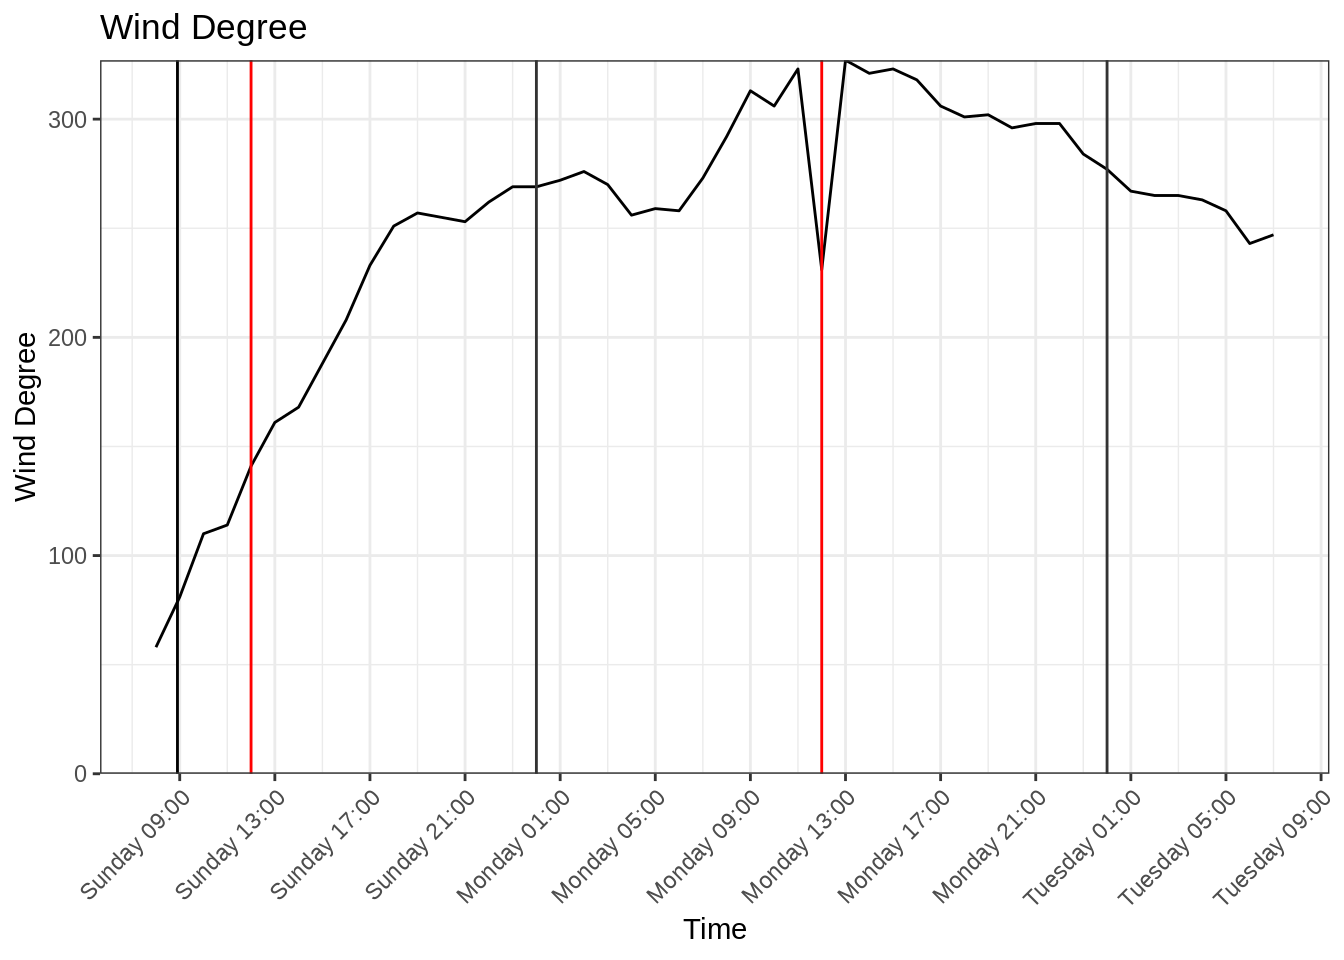 Wind Degree
Wind Degree
300
200
100
0
Sunday 09:00
Sunday 13:00
Sunday 17:00
Sunday 21:00
Monday 01:00
Monday 05:00
Monday 09:00
Monday 13:00
Monday 17:00
Monday 21:00
Tuesday 01:00
Tuesday 05:00
Tuesday 09:00
Time